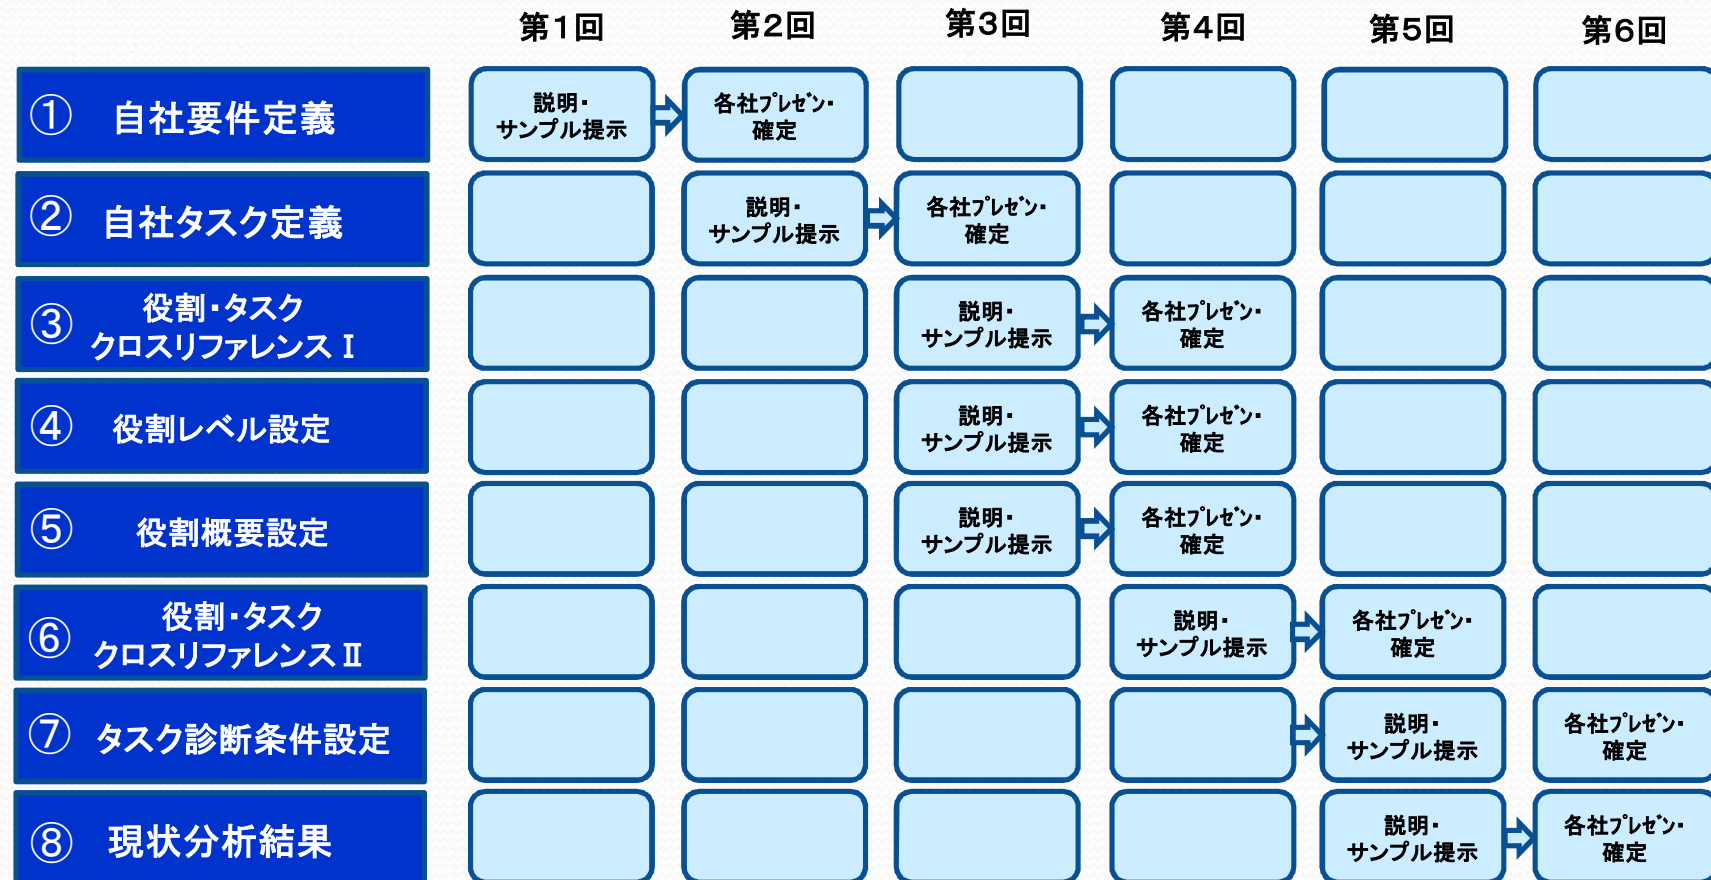 第1回 第2回 第3回 第4回 第5回 第6回
① 自社要件定義
説明・
サンプル提示
各社プレゼン・
確定
② 自社タスク定義
説明・
サンプル提示
各社プレゼン・
確定
③ 役割・タスク
クロスリファレンスⅠ
説明・
サンプル提示
各社プレゼン・
確定
④ 役割レベル設定
説明・
サンプル提示
各社プレゼン・
確定
⑤ 役割概要設定
説明・
サンプル提示
各社プレゼン・
確定
⑥ 役割・タスク
クロスリファレンスⅡ
説明・
サンプル提示
各社プレゼン・
確定
⑦ タスク診断条件設定
説明・
サンプル提示
各社プレゼン・
確定
⑧ 現状分析結果
説明・
サンプル提示
各社プレゼン・
確定